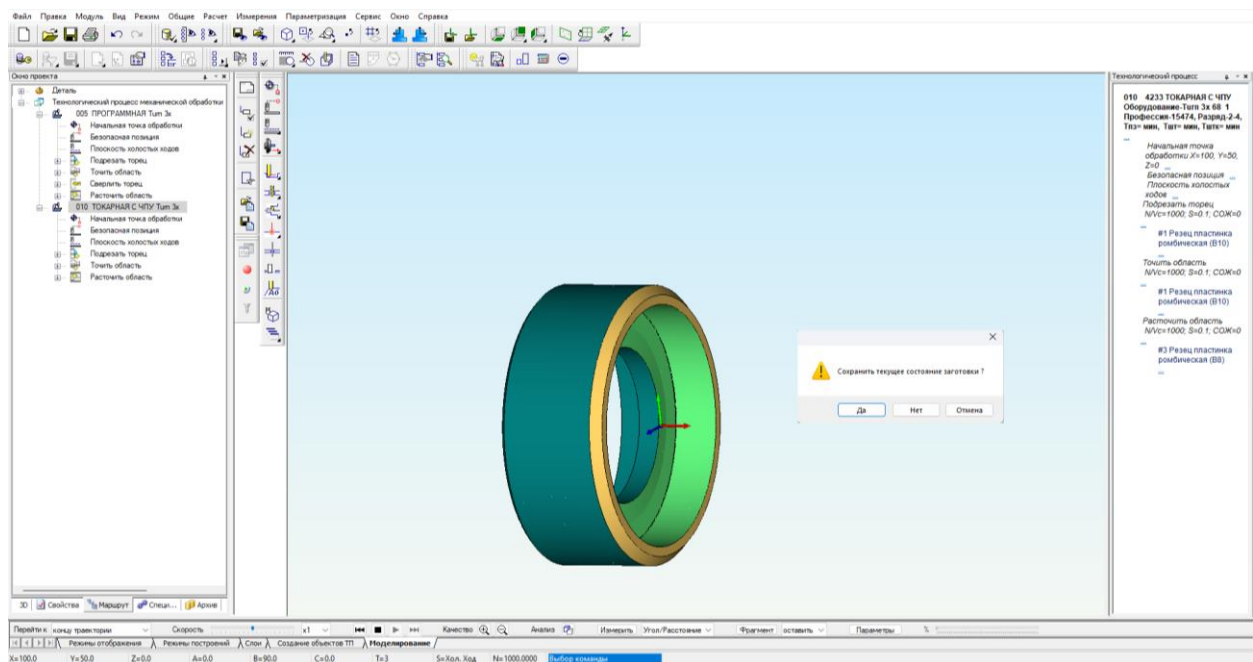 Файл Правка Модуль Вид Режим Общие Расчет Измерения Параметризация Сервис Окно Справка
Окно проекта
Деталь
Технологический процесс механической обработки
005 ПРОГРАММНАЯ Turn 3x
Начальная точка обработки
Безопасная позиция
Плоскость холостых ходов
Подрезать торец
Точить область
Сверлить торец
Расточить область
010 ТОКАРНАЯ С ЧПУ Turn 3x
Начальная точка обработки
Безопасная позиция
Плоскость холостых ходов
Подрезать торец
Точить область
Расточить область
3D Свойства Маршрут Специ... Архив
Сохранить текущее состояние заготовки ?
Да Нет Отмена
Технологический процесс
010 4233 ТОКАРНАЯ С ЧПУ
Оборудование-Turn 3x 68 1
Профессия-15474, Разряд-2-4,
Тпз= мин, Тшт= мин, Тштк= мин
...
Начальная точка
обработки X=100, Y=50,
Z=0 ...
Безопасная позиция ...
Плоскость холостых
ходов ...
Подрезать торец
N/Vc=1000; S=0.1; СОЖ=0
...
#1 Резец пластинка
ромбическая (B10)
...
Точить область
N/Vc=1000; S=0.1; СОЖ=0
...
#1 Резец пластинка
ромбическая (B10)
...
Расточить область
N/Vc=1000; S=0.1; СОЖ=0
...
#3 Резец пластинка
ромбическая (B8)
...
Перейти к концу траектории Скорость x1 Качество Анализ Измерить Угол/Расстояние Фрагмент оставить Параметры %
Режимы отображения Режимы построений Слои Создание объектов ТП Моделирование
X=100.0 Y=50.0 Z=0.0 A=0.0 B=90.0 C=0.0 T=3 S=Хол. Ход N=1000.0000 Выбор команды